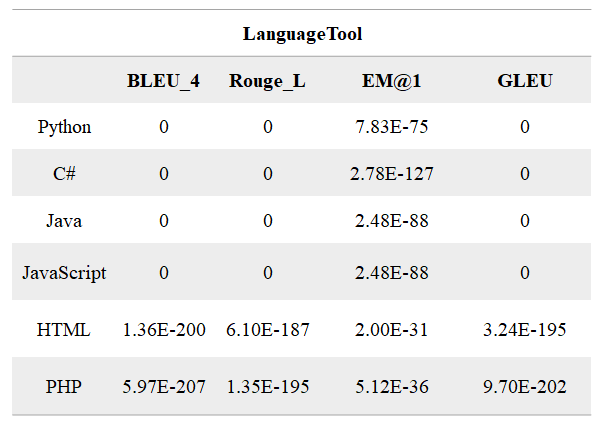 LanguageTool
BLEU_4 Rouge_L EM@1 GLEU
Python 0 0 7.83E-75 0
C# 0 0 2.78E-127 0
Java 0 0 2.48E-88 0
JavaScript 0 0 2.48E-88 0
HTML 1.36E-200 6.10E-187 2.00E-31 3.24E-195
PHP 5.97E-207 1.35E-195 5.12E-36 9.70E-202